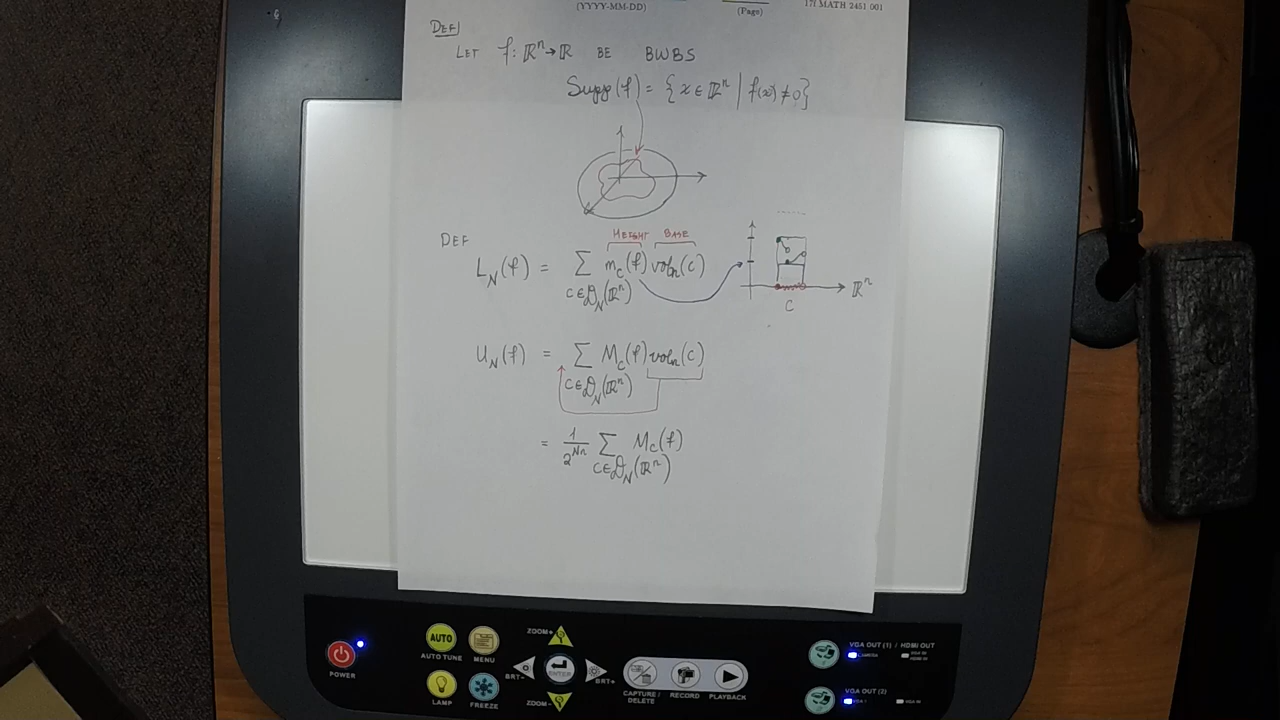 (YYYY-MM-DD) (Page) 17f MATH 2451 001
DEF
LET f: ℝⁿ→ℝ BE BWBS
Supp(f) = {x ∈ ℝⁿ | f(x) ≠ 0}
DEF
HEIGHT BASE
L_N(f) = ∑ m_C(f) vol_n(C)
C∈𝒟_N(ℝⁿ)
ℝⁿ
C
U_N(f) = ∑ M_C(f) vol_n(C)
C∈𝒟_N(ℝⁿ)
= 1/2^{Nn} ∑ M_C(f)
C∈𝒟_N(ℝⁿ)
POWER
AUTO
AUTO TUNE
MENU
LAMP
FREEZE
ZOOM+
BRT-
ENTER
BRT+
ZOOM-
CAPTURE / DELETE
RECORD
PLAYBACK
VGA OUT (1) / HDMI OUT
CAMERA
VGA OUT (2)